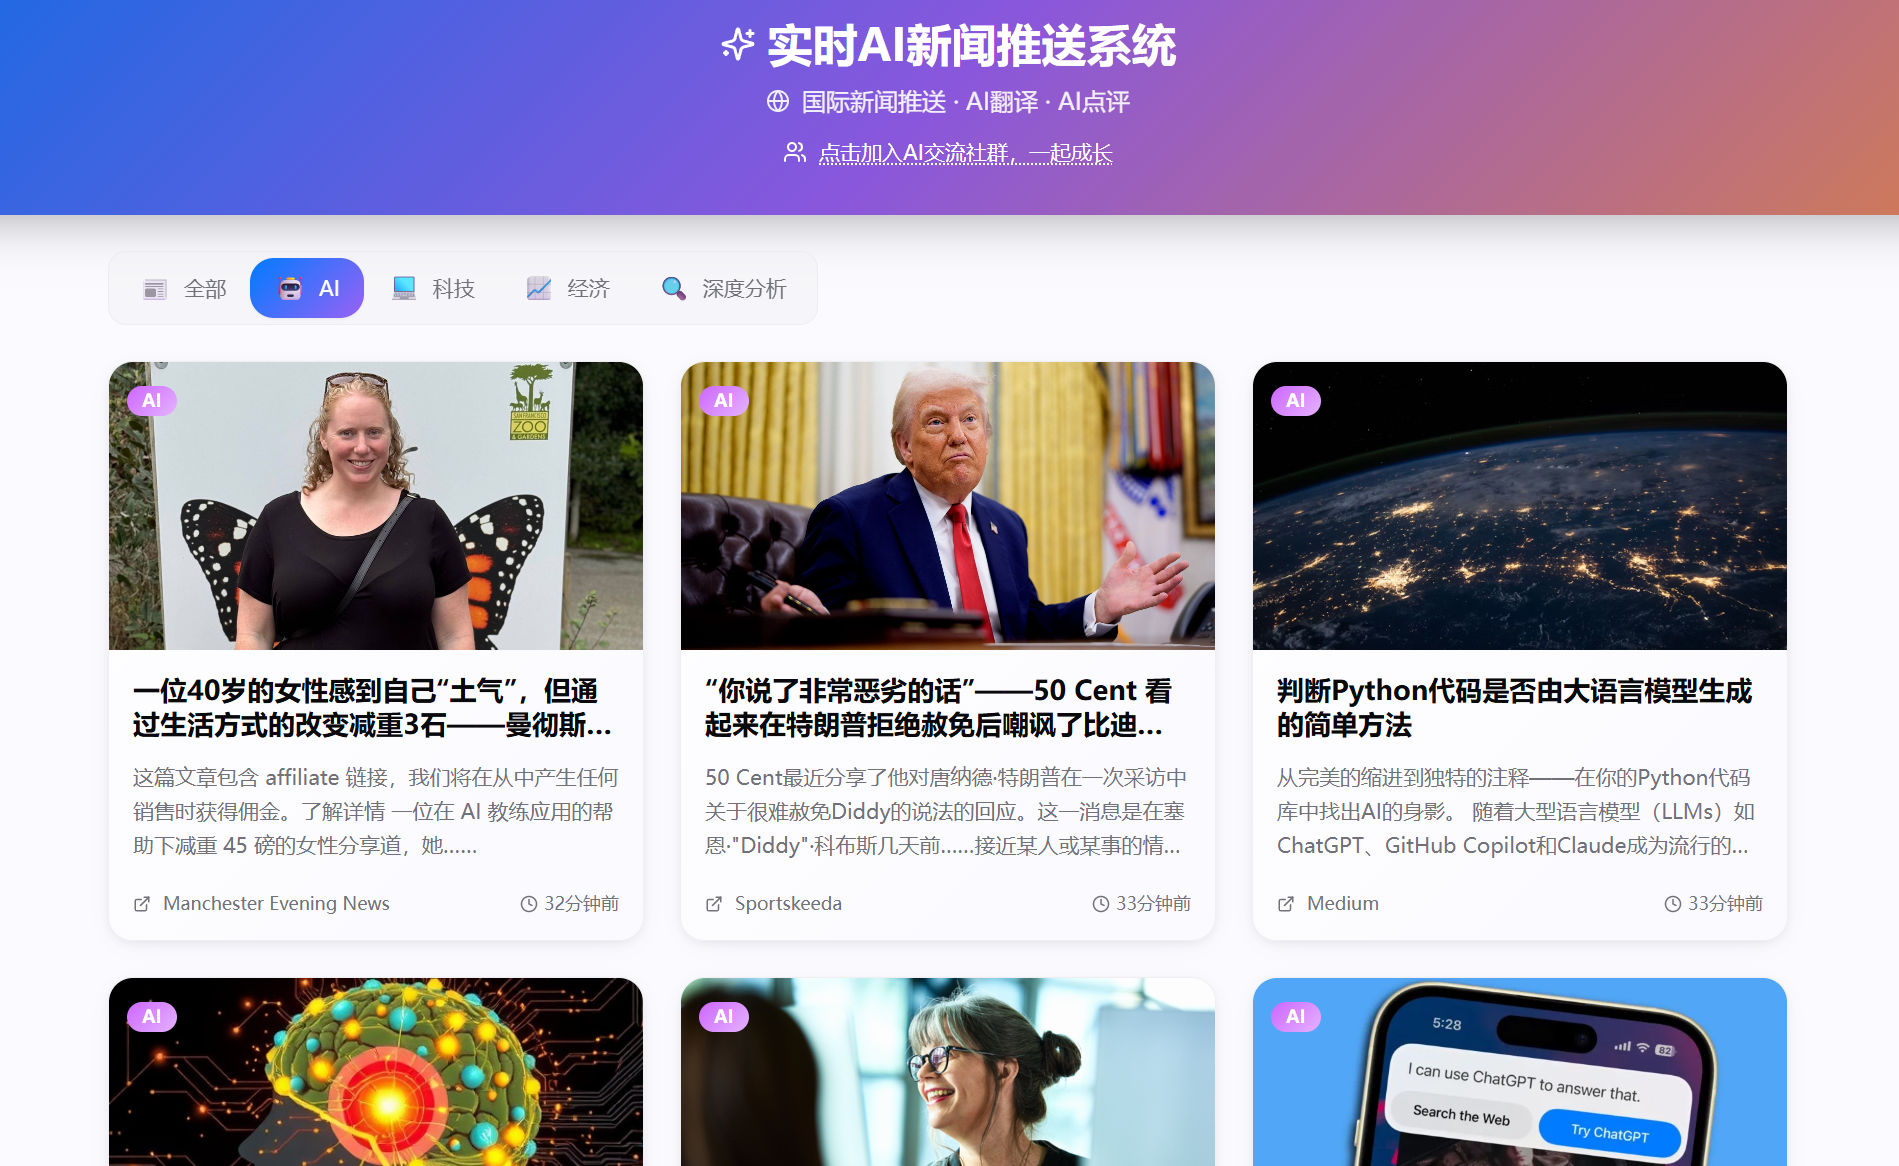 实时AI新闻推送系统
国际新闻推送 · AI翻译 · AI点评
点击加入AI交流社群，一起成长
全部
AI
科技
经济
深度分析
AI
SAN FRANCISCO
ZOO
& GARDENS
一位40岁的女性感到自己“土气”，但通
过生活方式的改变减重3石——曼彻斯...
这篇文章包含 affiliate 链接，我们将在从中产生任何
销售时获得佣金。了解详情 一位在 AI 教练应用的帮
助下减重 45 磅的女性分享道，她......
Manchester Evening News
32分钟前
AI
“你说了非常恶劣的话”——50 Cent 看
起来在特朗普拒绝赦免后嘲讽了比迪...
50 Cent最近分享了他对唐纳德·特朗普在一次采访中
关于很难赦免Diddy的说法的回应。这一消息是在塞
恩·"Diddy"·科布斯几天前......接近某人或某事的情...
Sportskeeda
33分钟前
AI
判断Python代码是否由大语言模型生成
的简单方法
从完美的缩进到独特的注释——在你的Python代码
库中找出AI的身影。 随着大型语言模型（LLMs）如
ChatGPT、GitHub Copilot和Claude成为流行的...
Medium
33分钟前
AI
AI
AI
5:28
82
I can use ChatGPT to answer that.
Search the Web
Try ChatGPT